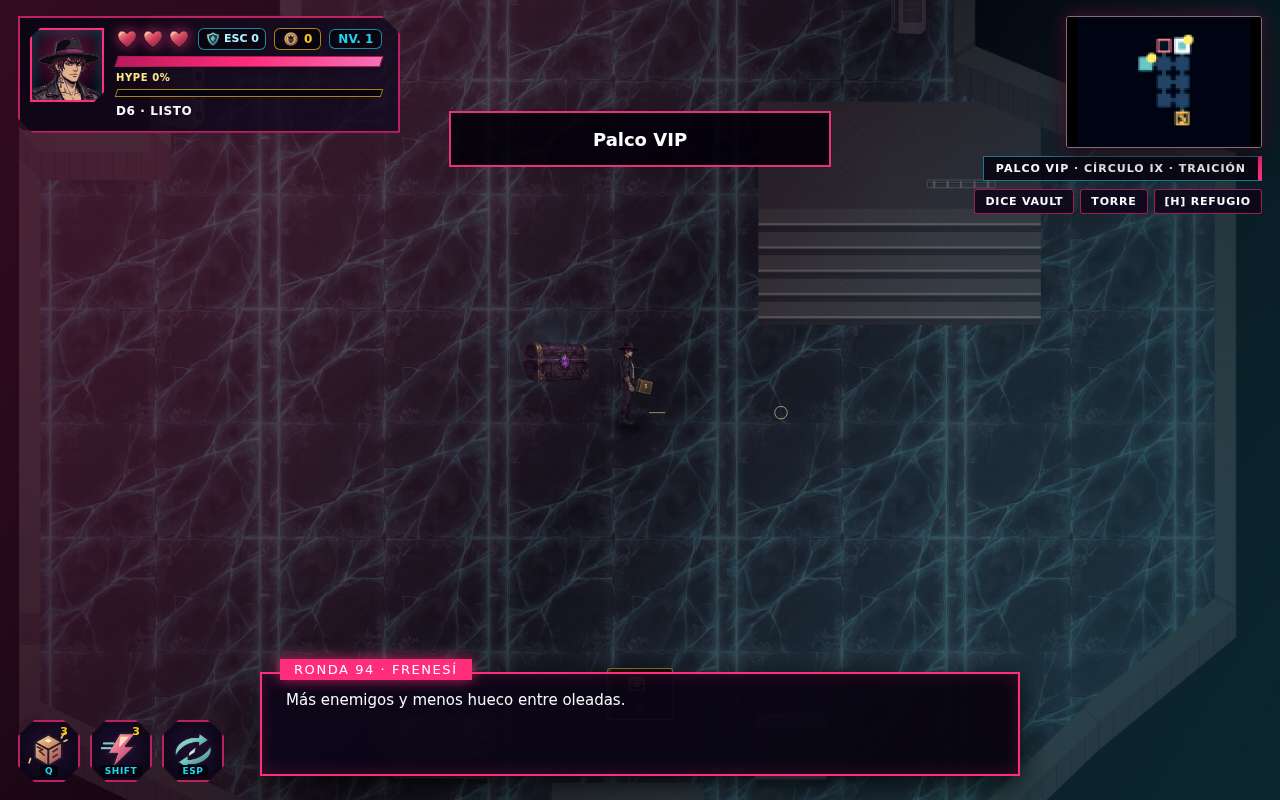 ESC 0
0
NV. 1
HYPE 0%
D6 · LISTO
Palco VIP
PALCO VIP · CÍRCULO IX · TRAICIÓN
DICE VAULT
TORRE
[H] REFUGIO
RONDA 94 · FRENESÍ
Más enemigos y menos hueco entre oleadas.
3
Q
3
SHIFT
ESP